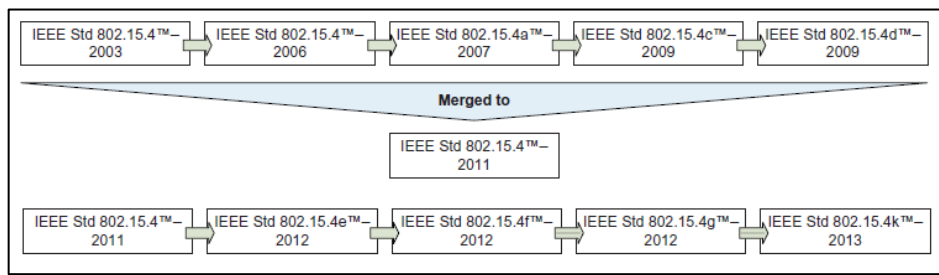 IEEE Std 802.15.4™–
2003
IEEE Std 802.15.4™–
2006
IEEE Std 802.15.4a™–
2007
IEEE Std 802.15.4c™–
2009
IEEE Std 802.15.4d™–
2009
Merged to
IEEE Std 802.15.4™–
2011
IEEE Std 802.15.4™–
2011
IEEE Std 802.15.4e™–
2012
IEEE Std 802.15.4f™–
2012
IEEE Std 802.15.4g™–
2012
IEEE Std 802.15.4k™–
2013